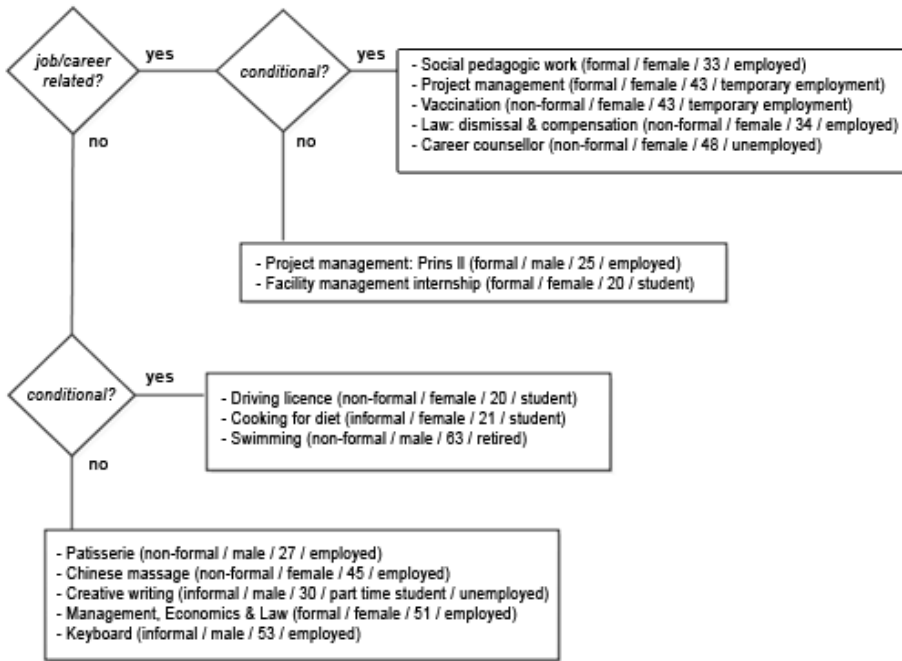 job/career
related?
yes
conditional?
yes
- Social pedagogic work (formal / female / 33 / employed)
- Project management (formal / female / 43 / temporary employment)
- Vaccination (non-formal / female / 43 / temporary employment)
- Law: dismissal & compensation (non-formal / female / 34 / employed)
- Career counsellor (non-formal / female / 48 / unemployed)
no
no
- Project management: Prins II (formal / male / 25 / employed)
- Facility management internship (formal / female / 20 / student)
conditional?
yes
- Driving licence (non-formal / female / 20 / student)
- Cooking for diet (informal / female / 21 / student)
- Swimming (non-formal / male / 63 / retired)
no
- Patisserie (non-formal / male / 27 / employed)
- Chinese massage (non-formal / female / 45 / employed)
- Creative writing (informal / male / 30 / part time student / unemployed)
- Management, Economics & Law (formal / female / 51 / employed)
- Keyboard (informal / male / 53 / employed)